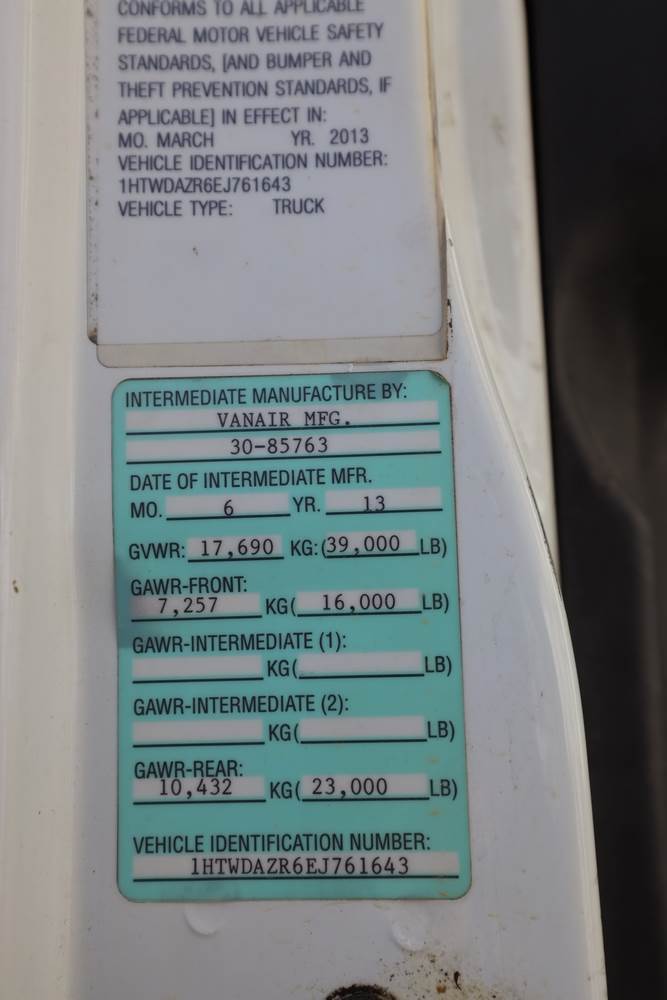 CONFORMS TO ALL APPLICABLE
FEDERAL MOTOR VEHICLE SAFETY
STANDARDS, [AND BUMPER AND
THEFT PREVENTION STANDARDS, IF
APPLICABLE] IN EFFECT IN:
MO. MARCH YR. 2013
VEHICLE IDENTIFICATION NUMBER:
1HTWDAZR6EJ761643
VEHICLE TYPE: TRUCK
INTERMEDIATE MANUFACTURE BY:
VANAIR MFG.
30-85763
DATE OF INTERMEDIATE MFR.
MO. 6 YR. 13
GVWR: 17,690 KG:(39,000 LB)
GAWR-FRONT:
7,257 KG( 16,000 LB)
GAWR-INTERMEDIATE (1):
KG( LB)
GAWR-INTERMEDIATE (2):
KG( LB)
GAWR-REAR:
10,432 KG( 23,000 LB)
VEHICLE IDENTIFICATION NUMBER:
1HTWDAZR6EJ761643